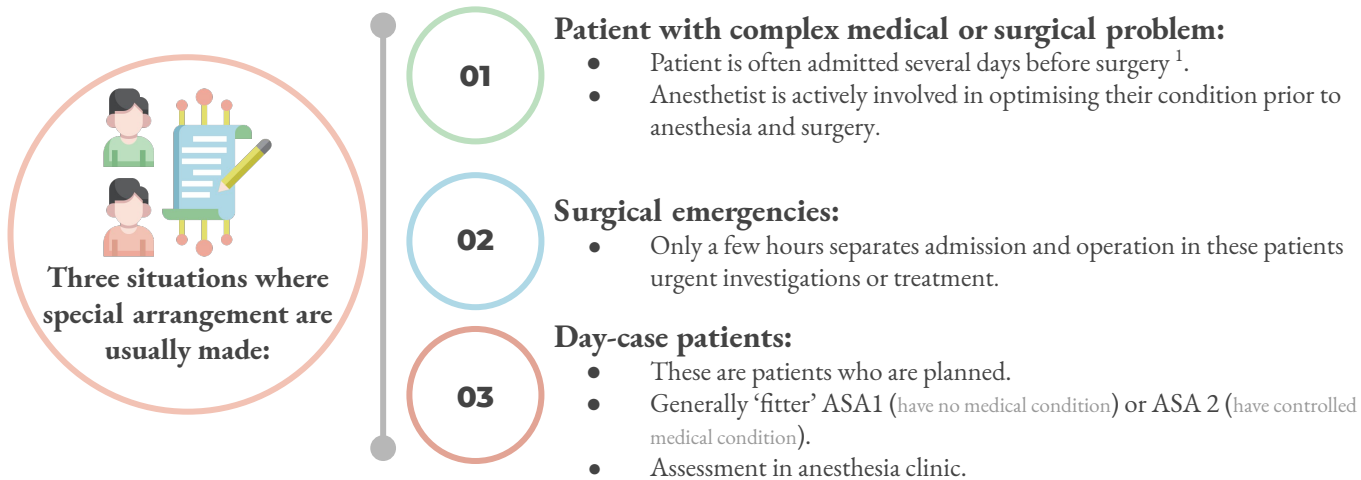 Three situations where
special arrangement are
usually made:
01
Patient with complex medical or surgical problem:
● Patient is often admitted several days before surgery ¹.
● Anesthetist is actively involved in optimising their condition prior to
anesthesia and surgery.
02
Surgical emergencies:
● Only a few hours separates admission and operation in these patients
urgent investigations or treatment.
03
Day-case patients:
● These are patients who are planned.
● Generally ‘fitter’ ASA1 (have no medical condition) or ASA 2 (have controlled
medical condition).
● Assessment in anesthesia clinic.